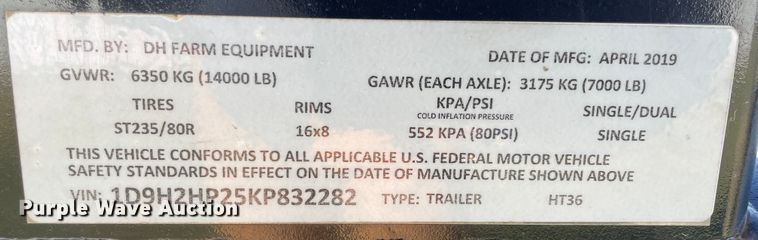 MFD. BY: DH FARM EQUIPMENT DATE OF MFG: APRIL 2019
GVWR: 6350 KG (14000 LB) GAWR (EACH AXLE): 3175 KG (7000 LB)
TIRES RIMS KPA/PSI SINGLE/DUAL
COLD INFLATION PRESSURE
ST235/80R 16x8 552 KPA (80PSI) SINGLE
THIS VEHICLE CONFORMS TO ALL APPLICABLE U.S. FEDERAL MOTOR VEHICLE
SAFETY STANDARDS IN EFFECT ON THE DATE OF MANUFACTURE SHOWN ABOVE
VIN: 1D9H2HP25KP832282 TYPE: TRAILER HT36
Purple Wave Auction